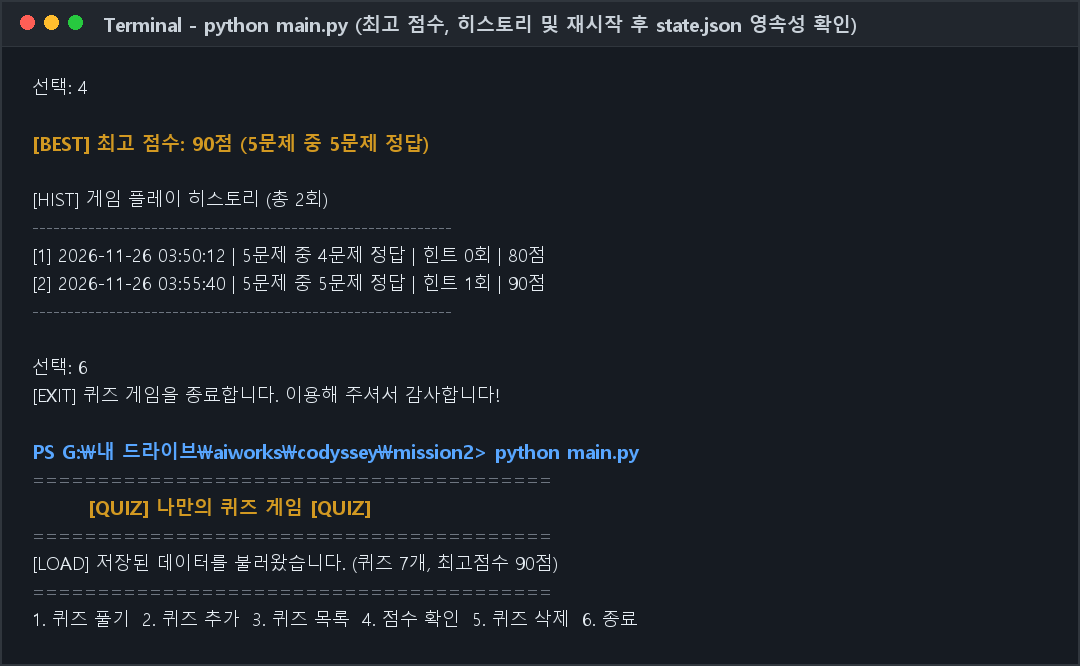 Terminal - python main.py (최고 점수, 히스토리 및 재시작 후 state.json 영속성 확인)
선택: 4
[BEST] 최고 점수: 90점 (5문제 중 5문제 정답)
[HIST] 게임 플레이 히스토리 (총 2회)
------------------------------------------------------------
[1] 2026-11-26 03:50:12 | 5문제 중 4문제 정답 | 힌트 0회 | 80점
[2] 2026-11-26 03:55:40 | 5문제 중 5문제 정답 | 힌트 1회 | 90점
------------------------------------------------------------
선택: 6
[EXIT] 퀴즈 게임을 종료합니다. 이용해 주셔서 감사합니다!
PS G:₩내 드라이브₩aiworks₩codyssey₩mission2> python main.py
========================================
[QUIZ] 나만의 퀴즈 게임 [QUIZ]
========================================
[LOAD] 저장된 데이터를 불러왔습니다. (퀴즈 7개, 최고점수 90점)
========================================
1. 퀴즈 풀기  2. 퀴즈 추가  3. 퀴즈 목록  4. 점수 확인  5. 퀴즈 삭제  6. 종료